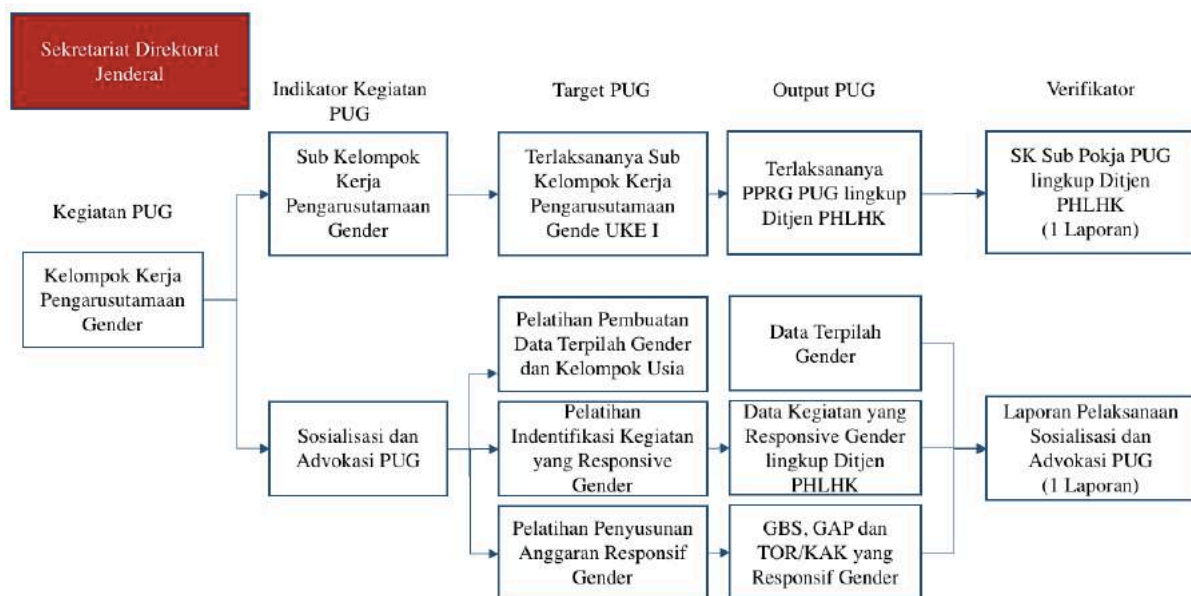 Sekretariat Direktorat
Jenderal
Indikator Kegiatan
PUG
Target PUG
Output PUG
Verifikator
Kegiatan PUG
Kelompok Kerja
Pengarusutamaan
Gender
Sub Kelompok
Kerja
Pengarusutamaan
Gender
Terlaksananya Sub
Kelompok Kerja
Pengarusutamaan
Gende UKE I
Terlaksananya
PPRG PUG lingkup
Ditjen PHLHK
SK Sub Pokja PUG
lingkup Ditjen
PHLHK
(1 Laporan)
Sosialisasi dan
Advokasi PUG
Pelatihan Pembuatan
Data Terpilah Gender
dan Kelompok Usia
Data Terpilah
Gender
Pelatihan
Indentifikasi Kegiatan
yang Responsive
Gender
Data Kegiatan yang
Responsive Gender
lingkup Ditjen
PHLHK
Pelatihan Penyusunan
Anggaran Responsif
Gender
GBS, GAP dan
TOR/KAK yang
Responsif Gender
Laporan Pelaksanaan
Sosialisasi dan
Advokasi PUG
(1 Laporan)